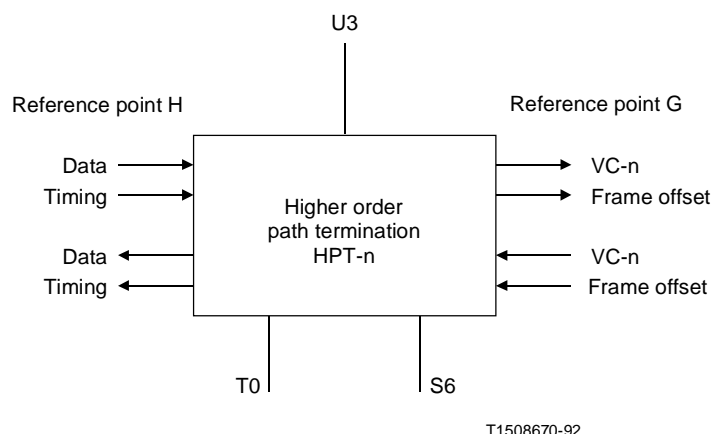 U3
Reference point H
Reference point G
Data
VC-n
Timing
Frame offset
Higher order
path termination
HPT-n
Data
VC-n
Timing
Frame offset
T0
S6
T1508670-92